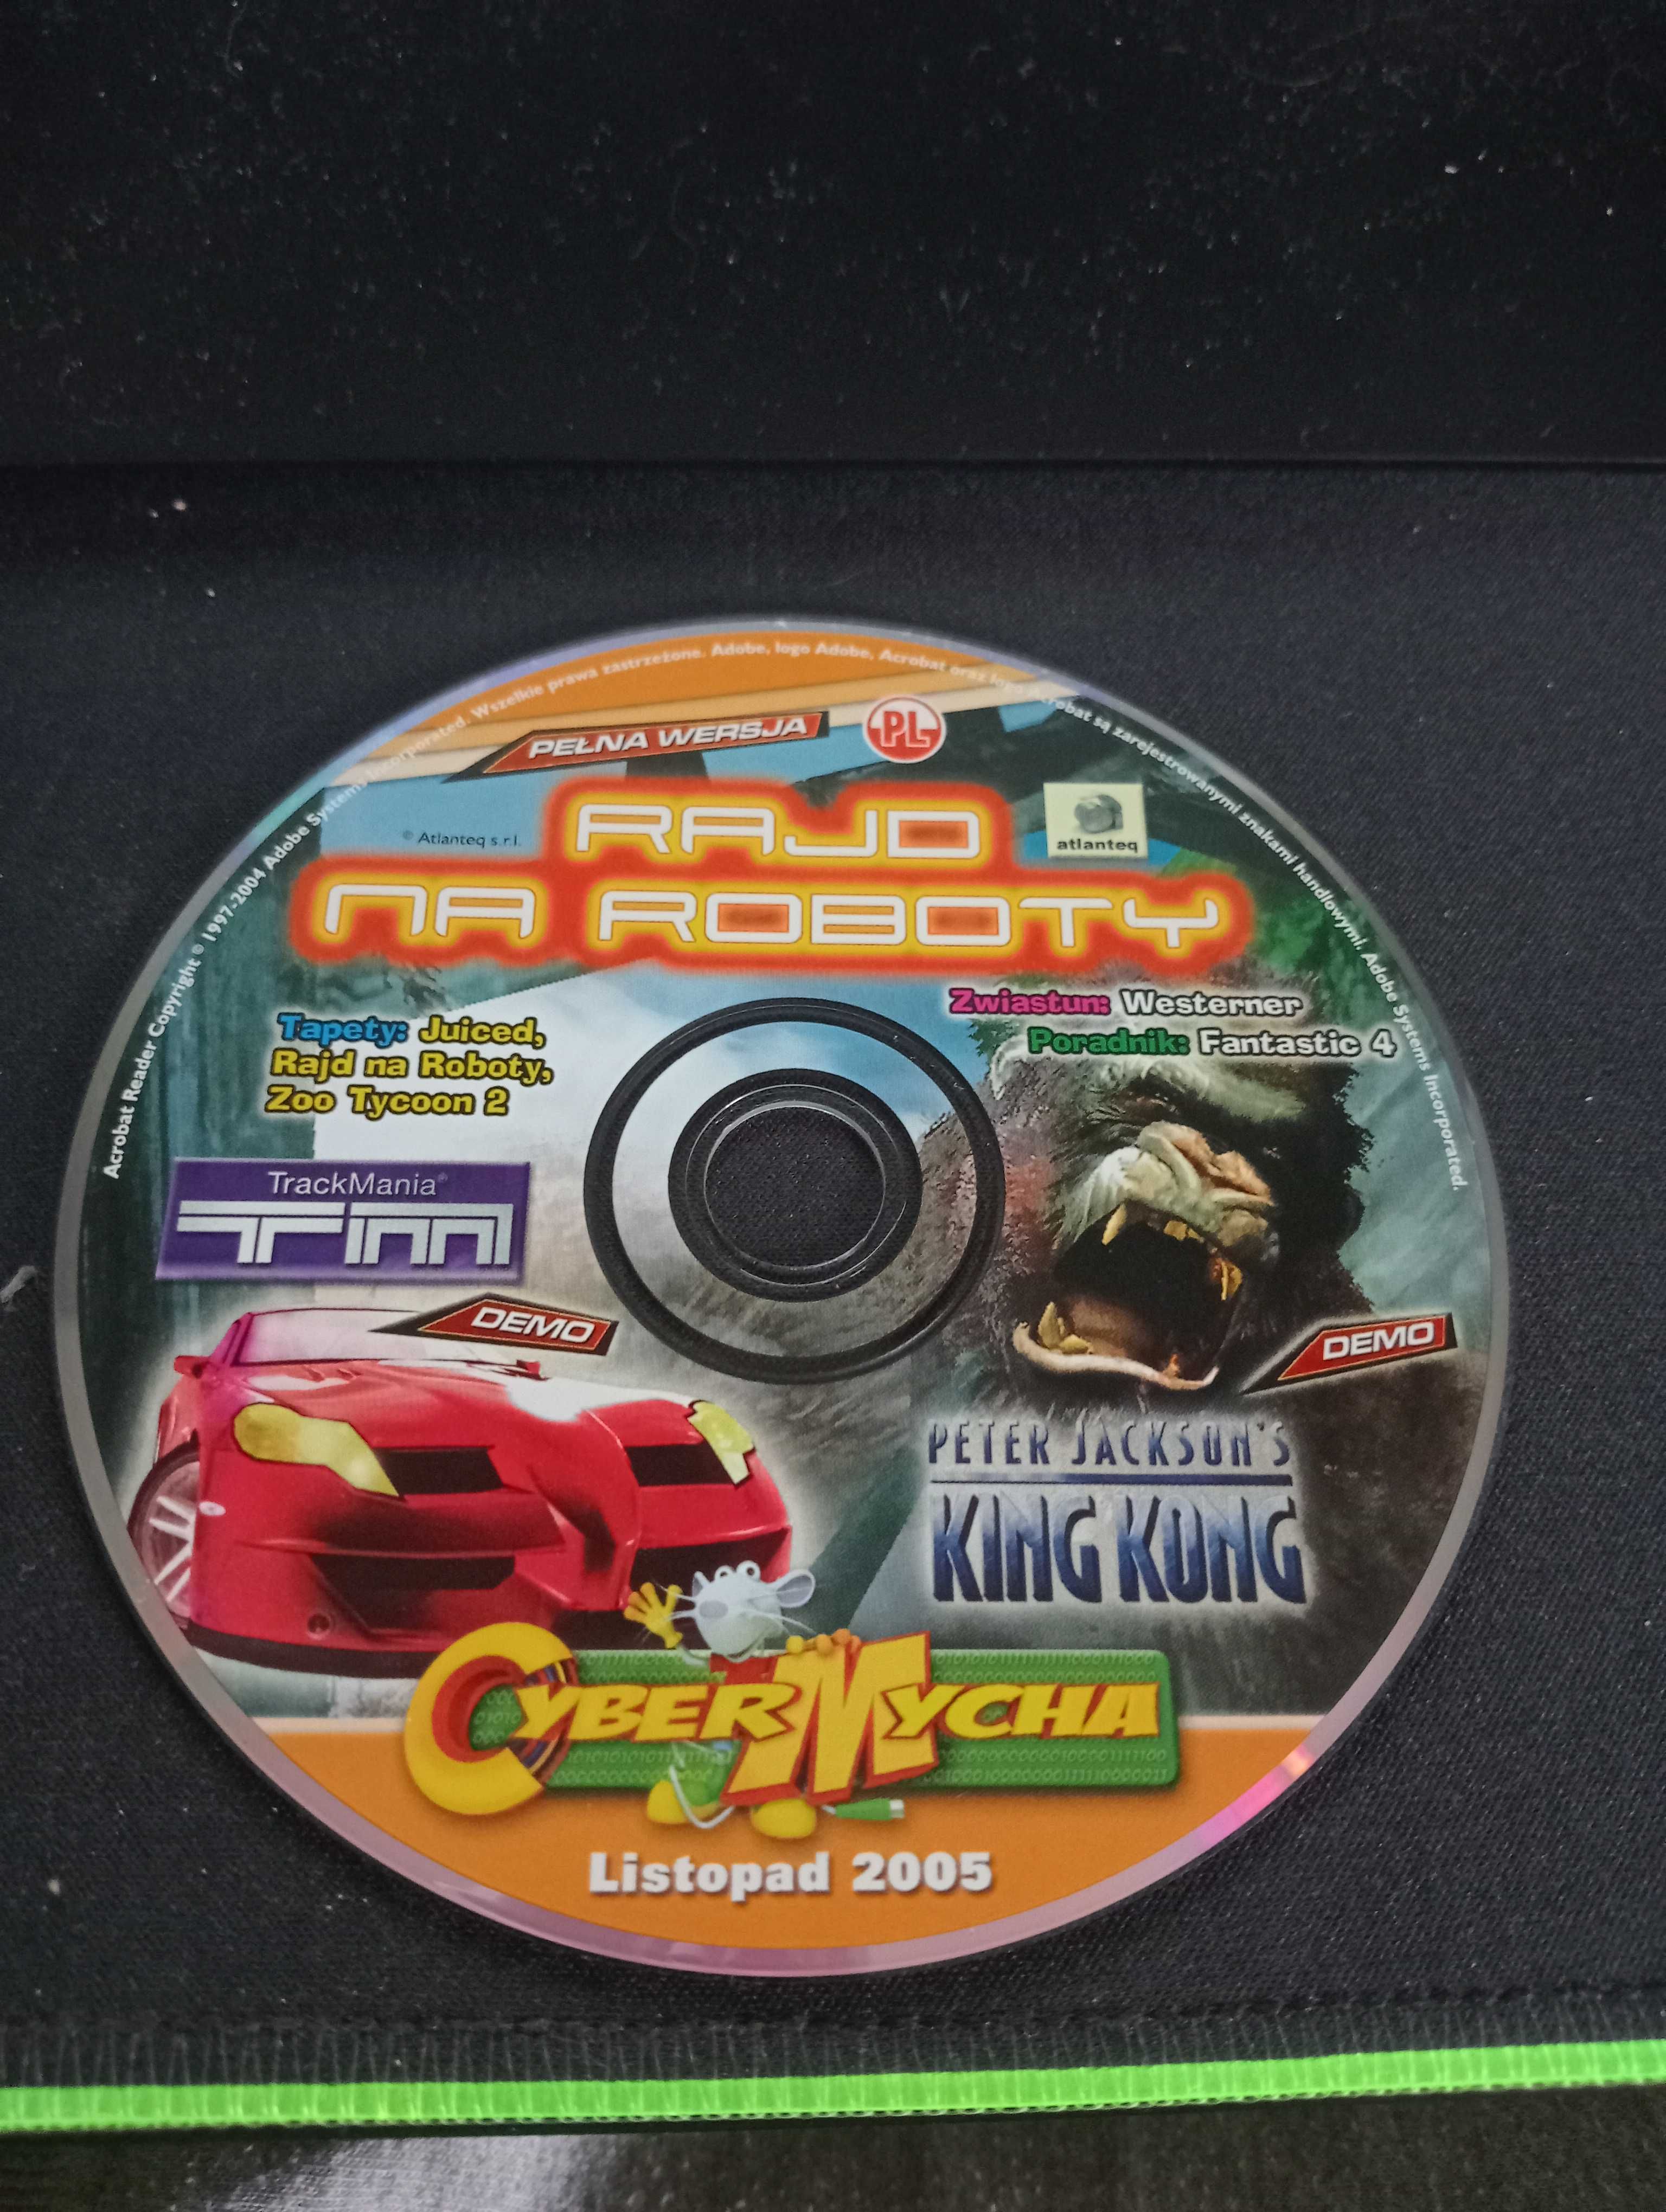 Acrobat Reader Copyright © 1997-2004 Adobe Systems Incorporated. Wszelkie prawa zastrzeżone. Adobe, logo Adobe, Acrobat oraz logo Acrobat są zarejestrowanymi znakami handlowymi. Adobe Systems Incorporated.
PEŁNA WERSJA
PL
© Atlanteq s.r.l.
RAJD
atlanteq
NA ROBOTY
Zwiastun: Westerner
Poradnik: Fantastic 4
Tapety: Juiced,
Rajd na Roboty,
Zoo Tycoon 2
TrackMania®
TM
DEMO
DEMO
PETER JACKSON'S
KING KONG
CYBERMYCHA
Listopad 2005